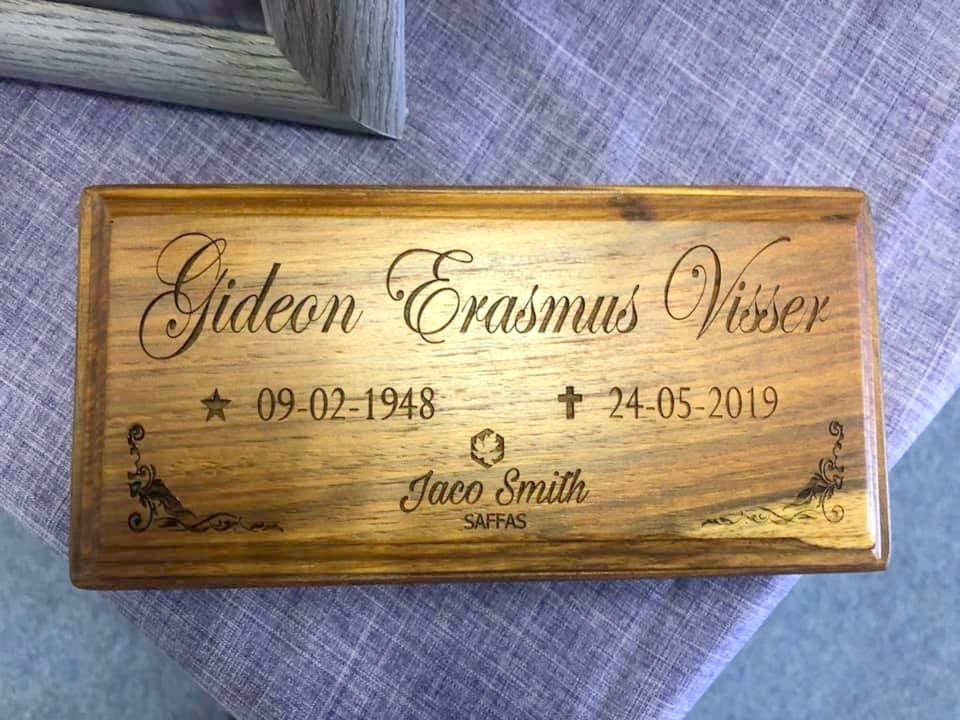 Gideon Erasmus Visser
09-02-1948 24-05-2019
Jaco Smith
SAFFAS